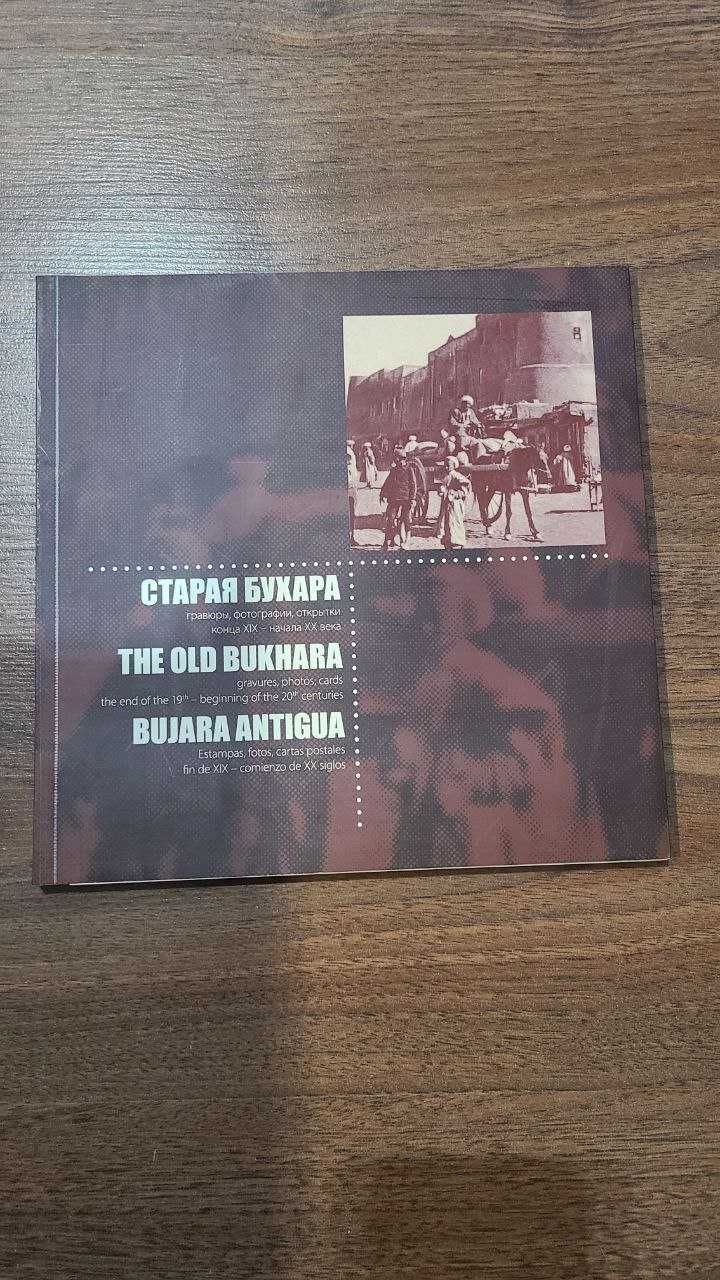 СТАРАЯ БУХАРА
гравюры, фотографии, открытки
конца XIX – начала XX века
THE OLD BUKHARA
gravures, photos, cards
the end of the 19th – beginning of the 20th centuries
BUJARA ANTIGUA
Estampas, fotos, cartas postales
fin de XIX – comienzo de XX siglos